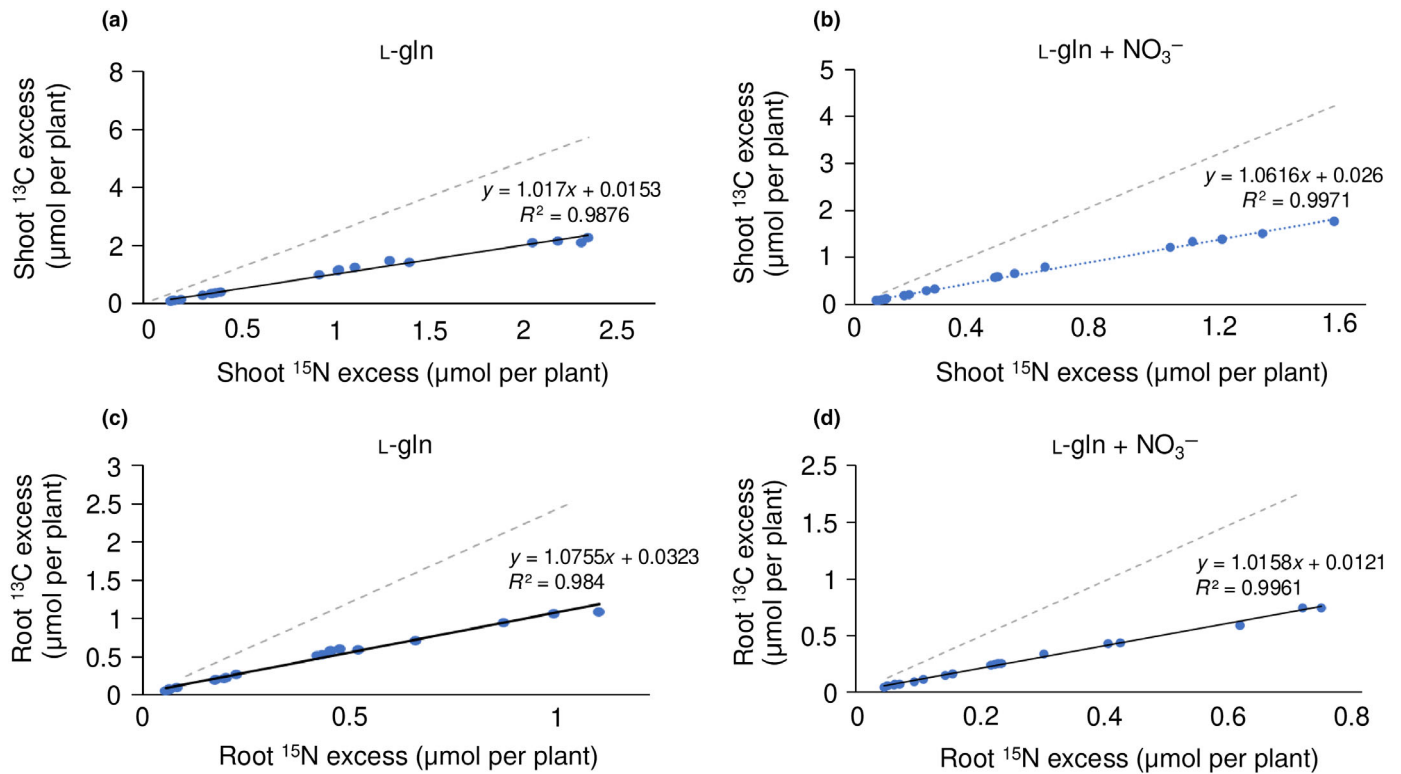 (a)
L-gln
Shoot ¹³C excess
(µmol per plant)
8
6
4
2
0
y = 1.017x + 0.0153
R² = 0.9876
0 0.5 1 1.5 2 2.5
Shoot ¹⁵N excess (µmol per plant)
(b)
L-gln + NO₃⁻
Shoot ¹³C excess
(µmol per plant)
5
4
3
2
1
0
y = 1.0616x + 0.026
R² = 0.9971
0 0.4 0.8 1.2 1.6
Shoot ¹⁵N excess (µmol per plant)
(c)
L-gln
Root ¹³C excess
(µmol per plant)
3
2.5
2
1.5
1
0.5
0
y = 1.0755x + 0.0323
R² = 0.984
0 0.5 1
Root ¹⁵N excess (µmol per plant)
(d)
L-gln + NO₃⁻
Root ¹³C excess
(µmol per plant)
2.5
1.5
1
0.5
0
y = 1.0158x + 0.0121
R² = 0.9961
0 0.2 0.4 0.6 0.8
Root ¹⁵N excess (µmol per plant)